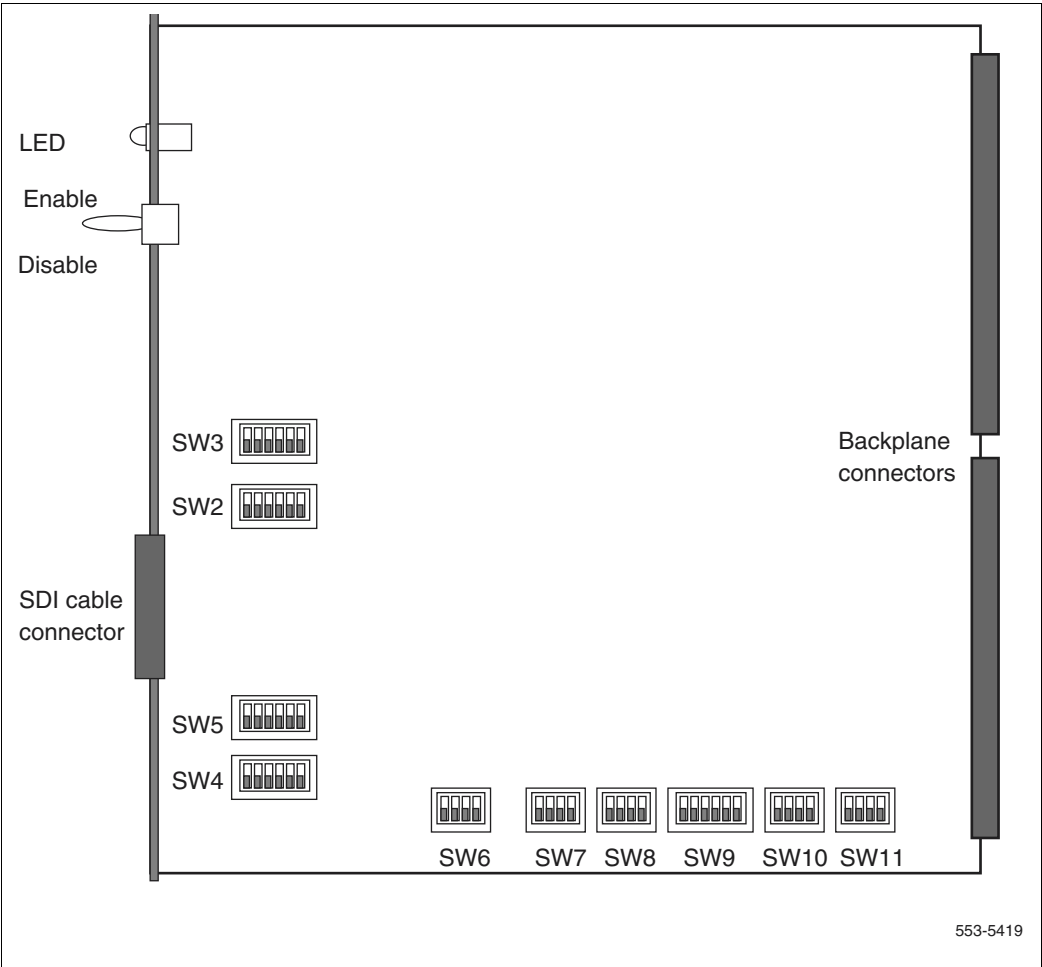 LED
Enable
Disable
SW3
Backplane
connectors
SW2
SDI cable
connector
SW5
SW4
SW6 SW7 SW8 SW9 SW10 SW11
553-5419